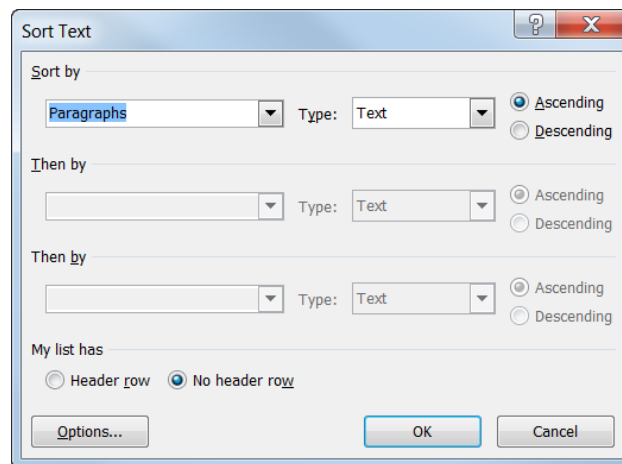 Sort Text
Sort by
Paragraphs Type: Text Ascending
Descending
Then by
Type: Text Ascending
Descending
Then by
Type: Text Ascending
Descending
My list has
Header row No header row
Options... OK Cancel